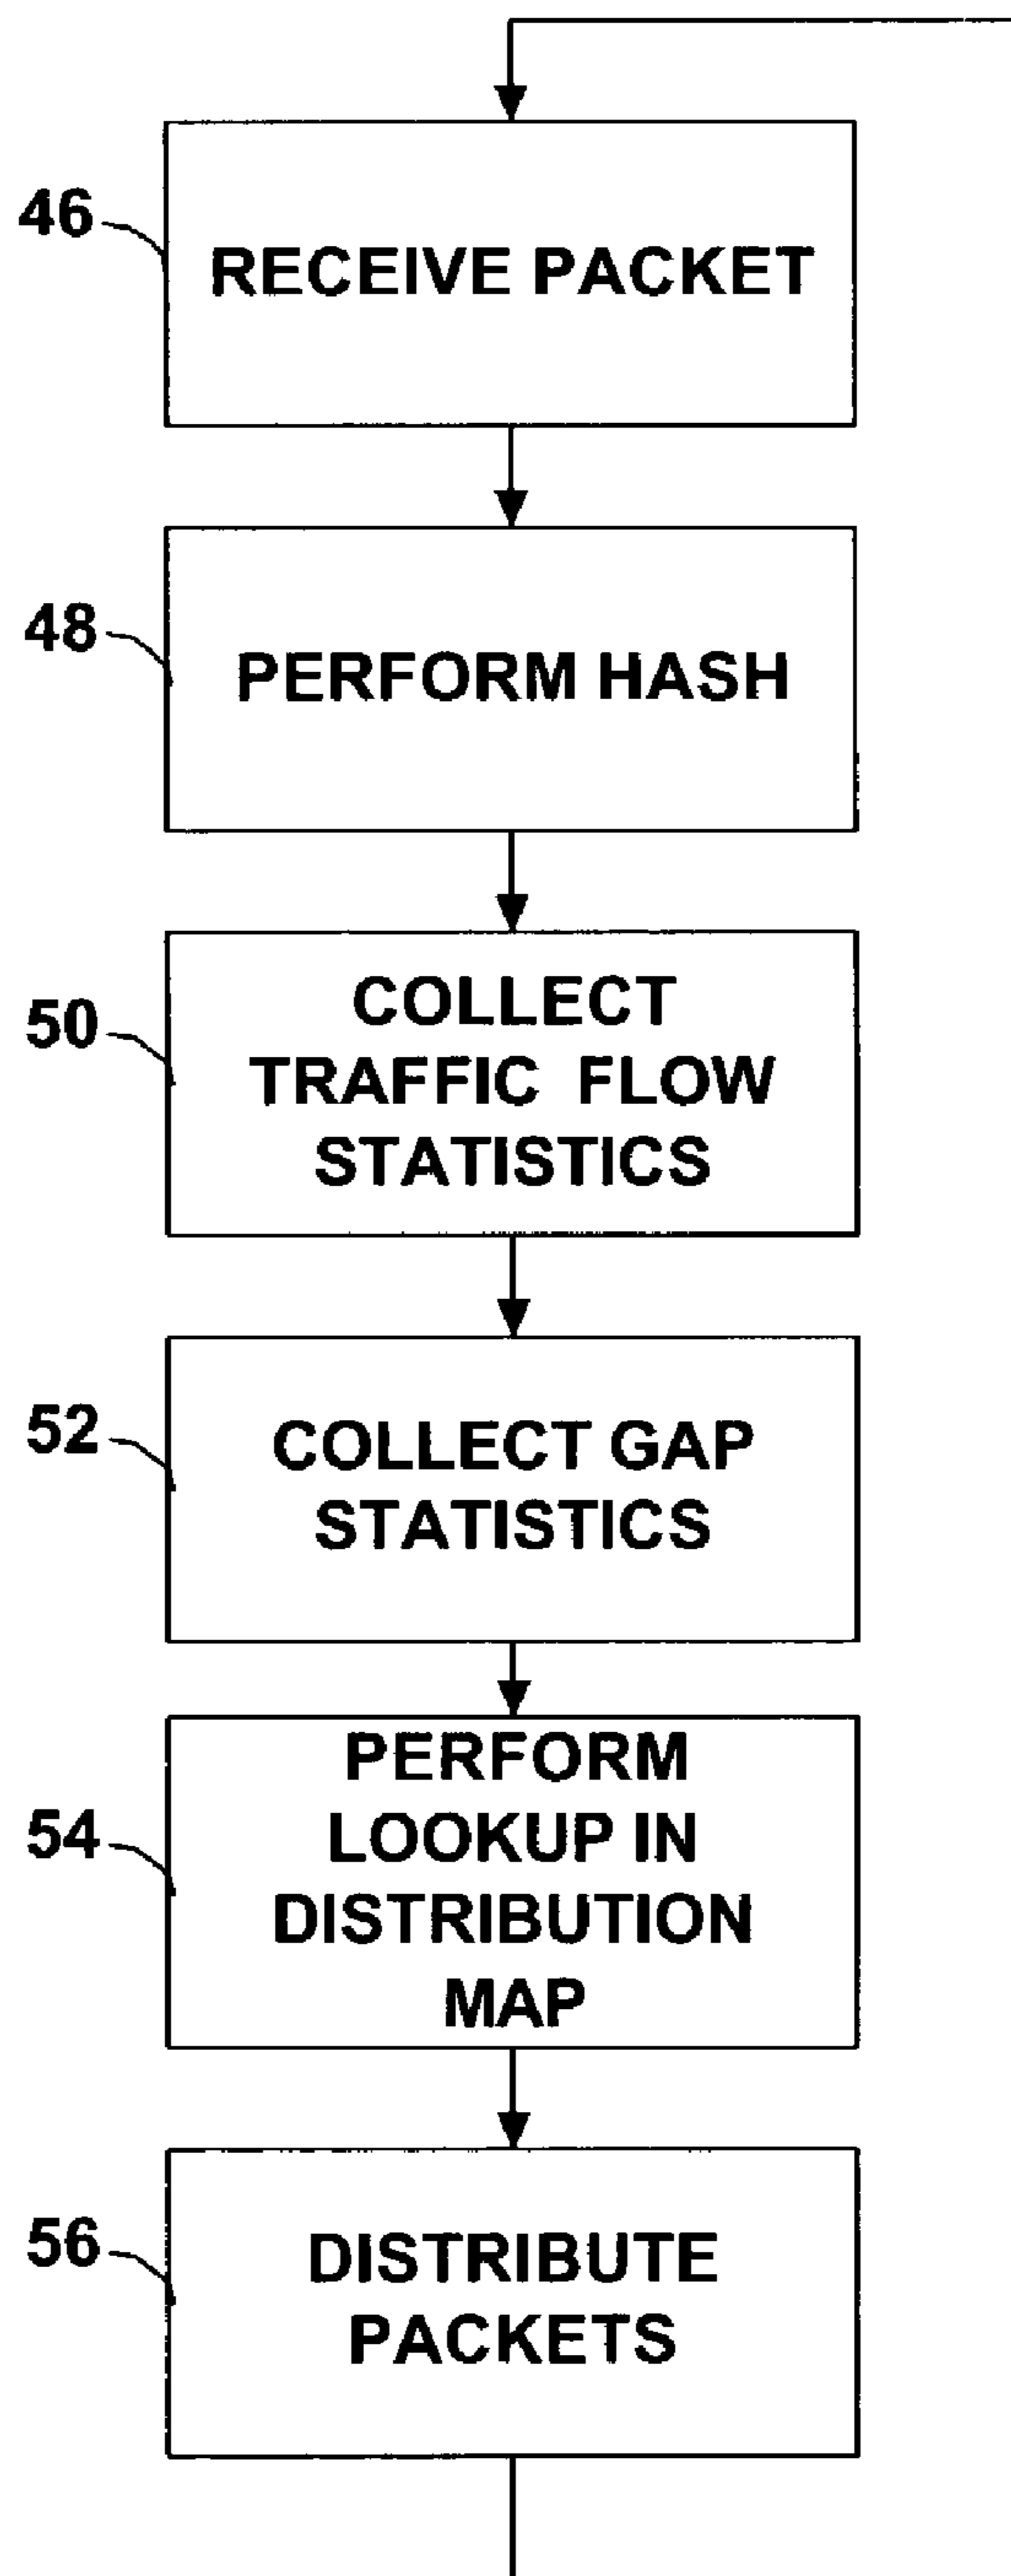 46
RECEIVE PACKET
48
PERFORM HASH
50
COLLECT
TRAFFIC FLOW
STATISTICS
52
COLLECT GAP
STATISTICS
54
PERFORM
LOOKUP IN
DISTRIBUTION
MAP
56
DISTRIBUTE
PACKETS